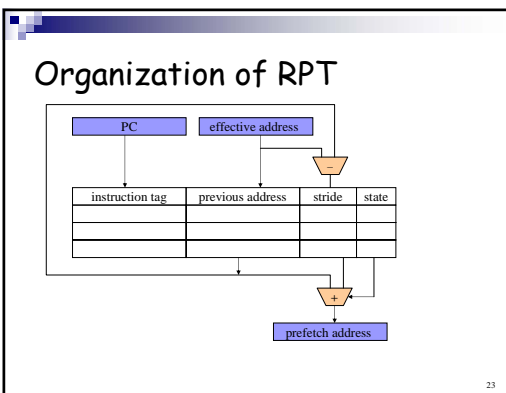 Organization of RPT
PC
effective address
–
instruction tag previous address stride state
+
prefetch address
23